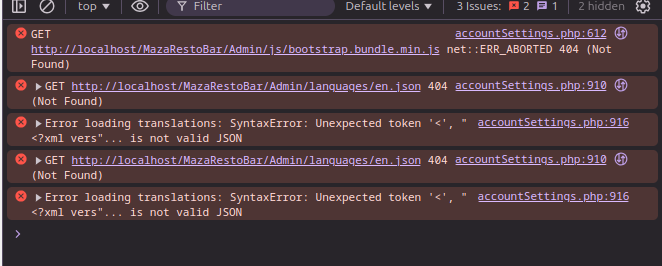 top Filter Default levels 3 Issues: 2 1 2 hidden
GET accountSettings.php:612
http://localhost/MazaRestoBar/Admin/js/bootstrap.bundle.min.js net::ERR_ABORTED 404 (Not
Found)
GET http://localhost/MazaRestoBar/Admin/languages/en.json 404 accountSettings.php:910
(Not Found)
Error loading translations: SyntaxError: Unexpected token '<', " accountSettings.php:916
<?xml vers"... is not valid JSON
GET http://localhost/MazaRestoBar/Admin/languages/en.json 404 accountSettings.php:910
(Not Found)
Error loading translations: SyntaxError: Unexpected token '<', " accountSettings.php:916
<?xml vers"... is not valid JSON